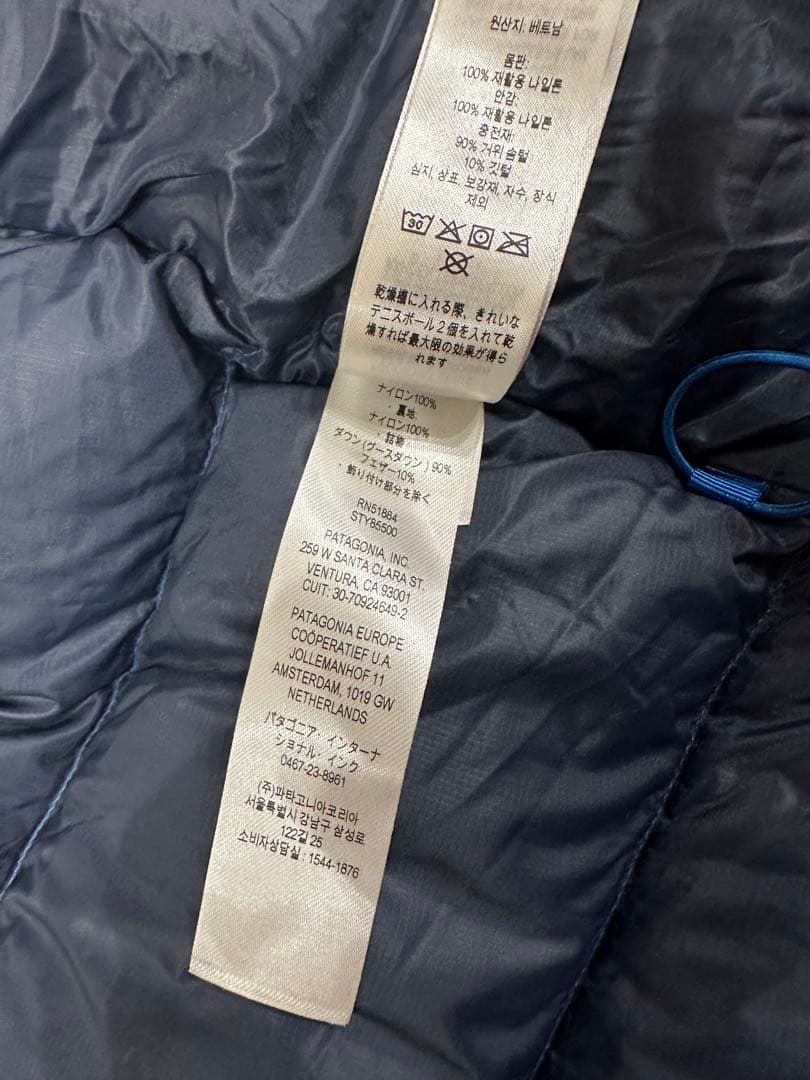 원산지: 베트남
몸판:
100% 재활용 나일론
안감:
100% 재활용 나일론
충전재:
90% 거위 솜털
10% 깃털
심지, 상표, 보강재, 자수, 장식
제외
30
乾燥機に入れる際、きれいな
テニスボール2個を入れて乾
燥すれば最大限の効果が得ら
れます
ナイロン100%
・裏地:
ナイロン100%
・詰物:
ダウン(グースダウン) 90%
フェザー10%
・飾り付け部分を除く
RN51884
STY85500
PATAGONIA, INC.
259 W SANTA CLARA ST.
VENTURA, CA 93001
CUIT: 30-70924649-2
PATAGONIA EUROPE
COÖPERATIEF U.A.
JOLLEMANHOF 11
AMSTERDAM, 1019 GW
NETHERLANDS
パタゴニア・インターナ
ショナル・インク
0467-23-8961
(주)파타고니아코리아
서울특별시 강남구 삼성로
122길 25
소비자상담실 : 1544-1876